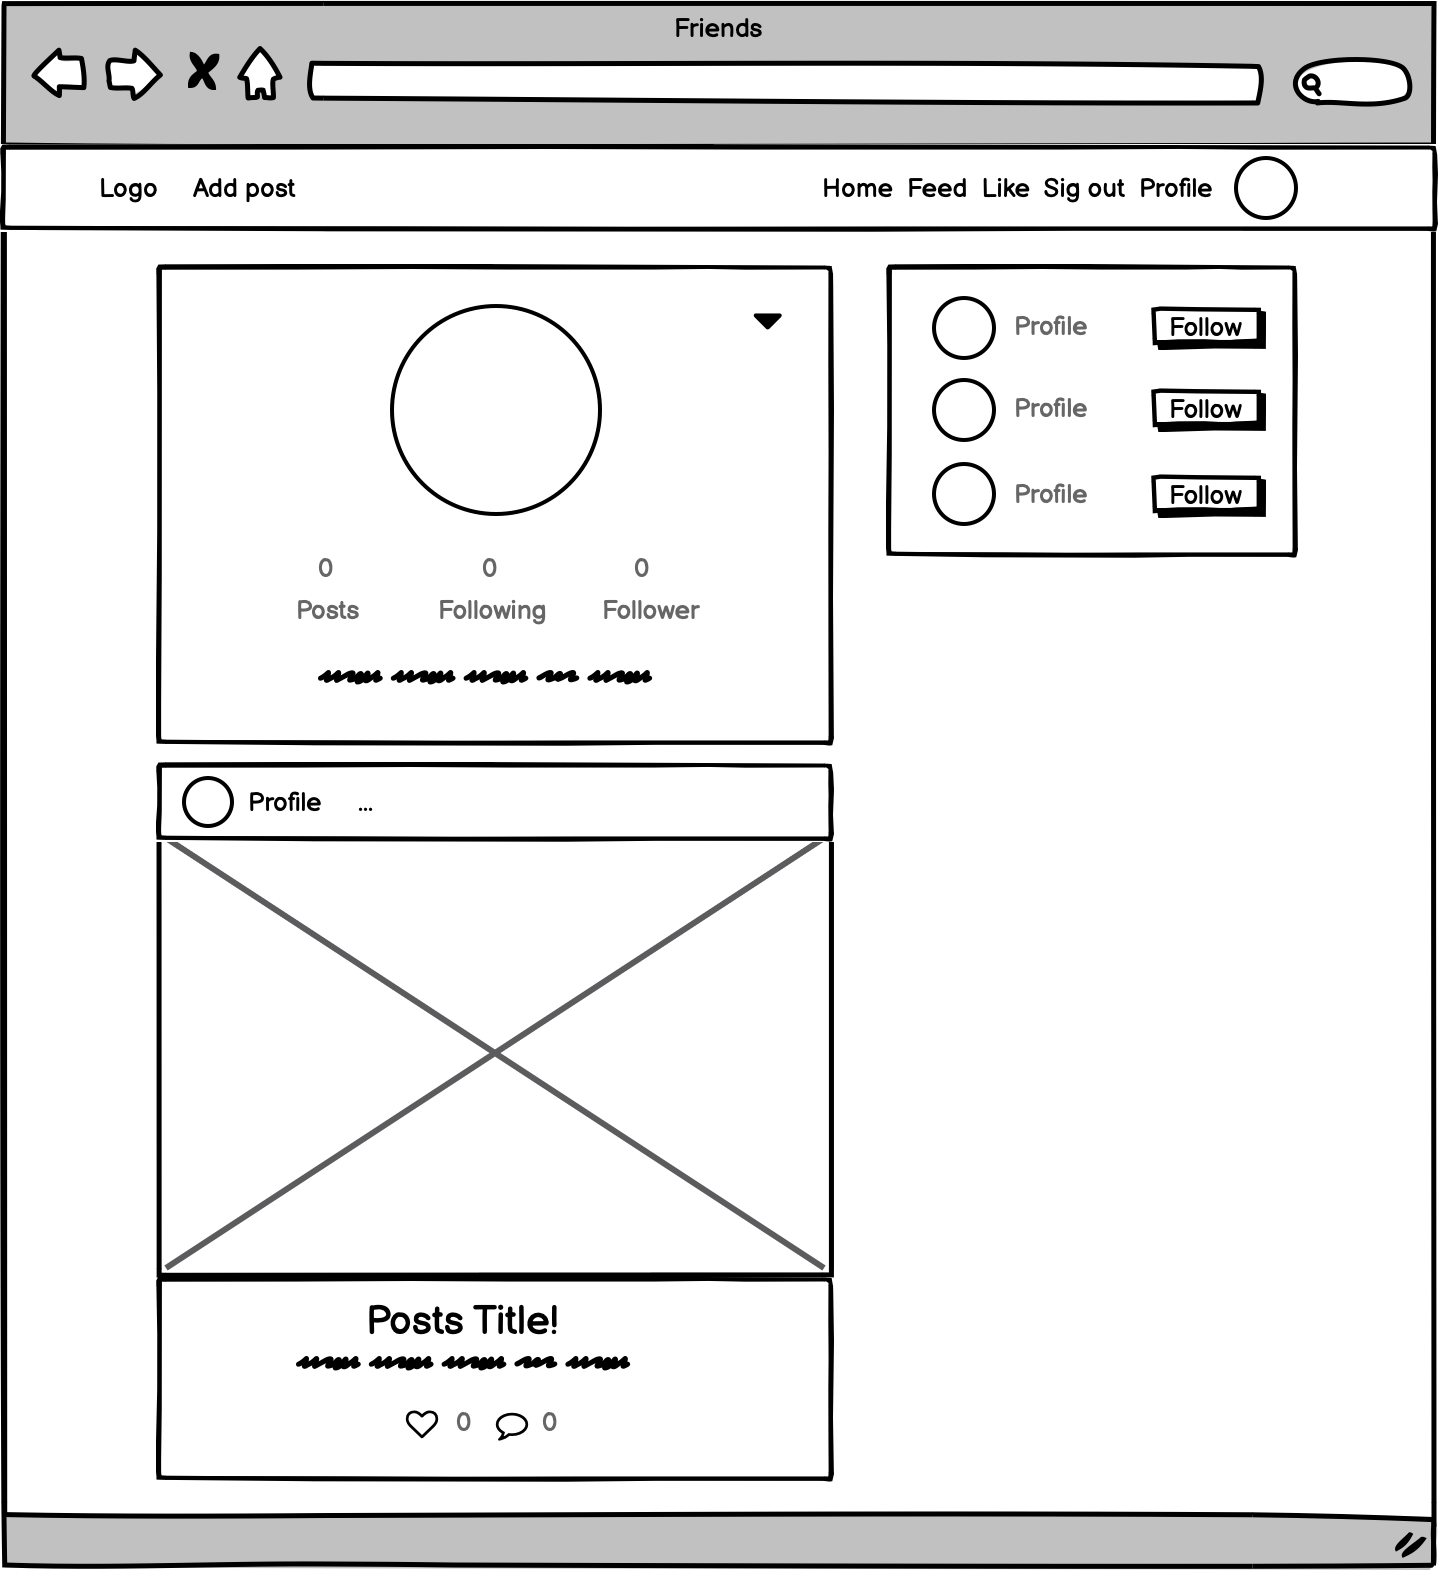 Friends
Logo Add post Home Feed Like Sig out Profile
Profile Follow
Profile Follow
Profile Follow
0 0 0
Posts Following Follower
Profile ...
Posts Title!
0 0